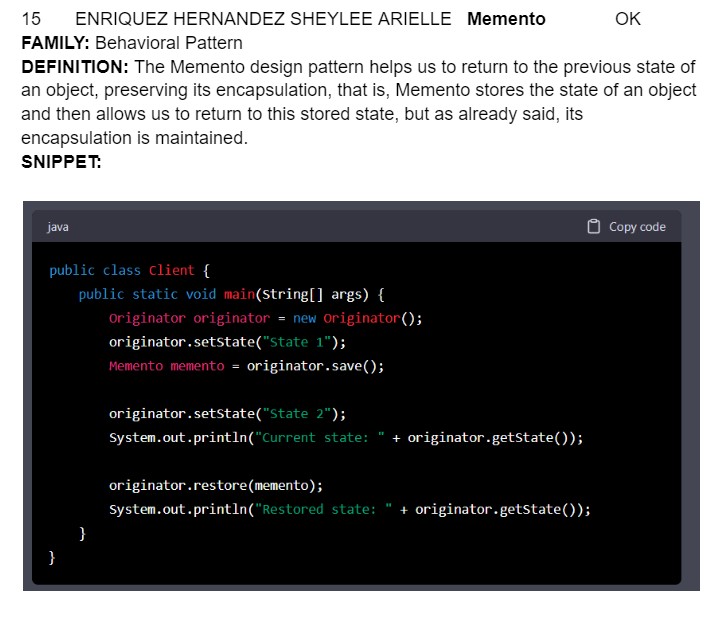 15 ENRIQUEZ HERNANDEZ SHEYLEE ARIELLE Memento OK
FAMILY: Behavioral Pattern
DEFINITION: The Memento design pattern helps us to return to the previous state of
an object, preserving its encapsulation, that is, Memento stores the state of an object
and then allows us to return to this stored state, but as already said, its
encapsulation is maintained.
SNIPPET:
java Copy code
public class Client {
    public static void main(String[] args) {
        Originator originator = new Originator();
        originator.setState("State 1");
        Memento memento = originator.save();

        originator.setState("State 2");
        System.out.println("Current state: " + originator.getState());

        originator.restore(memento);
        System.out.println("Restored state: " + originator.getState());
    }
}